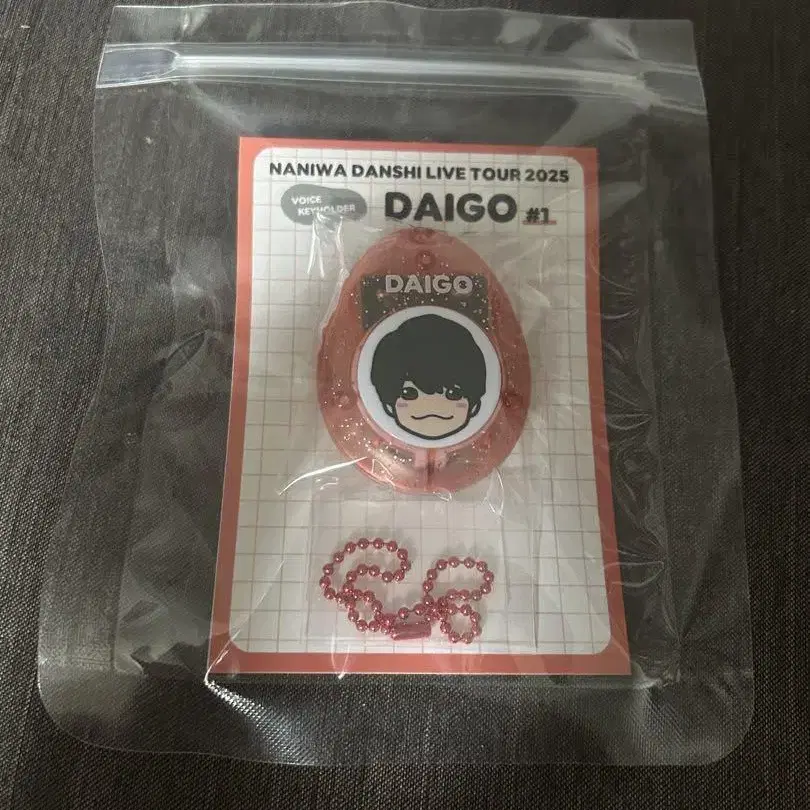 NANIWA DANSHI LIVE TOUR 2025
VOICE
KEYHOLDER
DAIGO #1
DAIGO